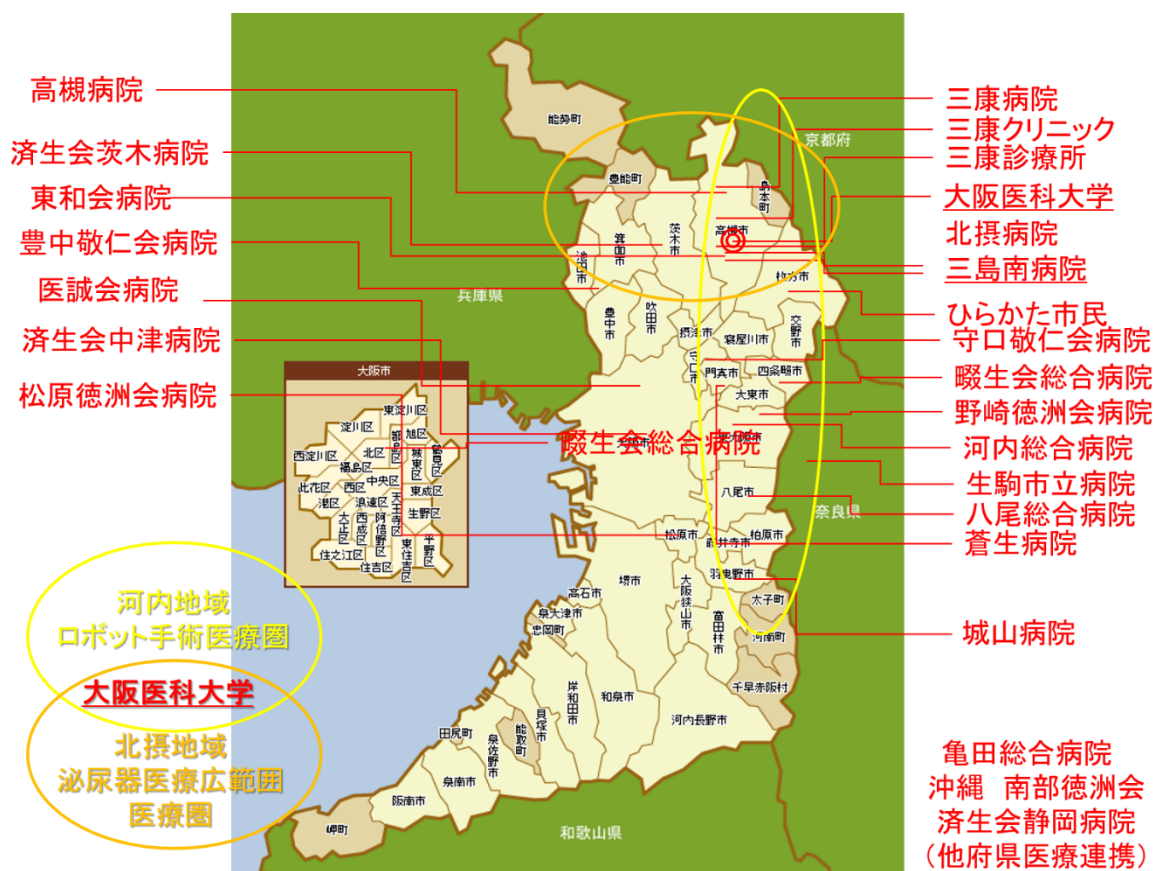 高槻病院
済生会茨木病院
東和会病院
豊中敬仁会病院
医誠会病院
済生会中津病院
松原徳洲会病院
三康病院
三康クリニック
三康診療所
大阪医科大学
北摂病院
三島南病院
ひらかた市民
守口敬仁会病院
畷生会総合病院
野崎徳洲会病院
河内総合病院
生駒市立病院
八尾総合病院
蒼生病院
城山病院
亀田総合病院
沖縄 南部徳洲会
済生会静岡病院
(他府県医療連携)
京都府
兵庫県
奈良県
和歌山県
能勢町
豊能町
島本町
高槻市
茨木市
箕面市
池田市
枚方市
豊中市
吹田市
摂津市
寝屋川市
交野市
守口市
門真市
四条畷市
大東市
畷生会総合病院
八尾市
松原市
柏原市
羽曳野市
太子町
河南町
千早赤阪村
富田林市
大阪狭山市
堺市
高石市
泉大津市
忠岡町
和泉市
岸和田市
貝塚市
河内長野市
田尻町
泉佐野市
泉南市
阪南市
岬町
大阪市
東淀川区
淀川区
旭区
都島区
西淀川区
北区
城東区
鶴見区
福島区
此花区
西区
中央区
東成区
港区
浪速区
天王寺区
生野区
大正区
西成区
阿倍野区
平野区
住之江区
住吉区
東住吉区
河内地域
ロボット手術医療圏
大阪医科大学
北摂地域
泌尿器医療広範囲
医療圏